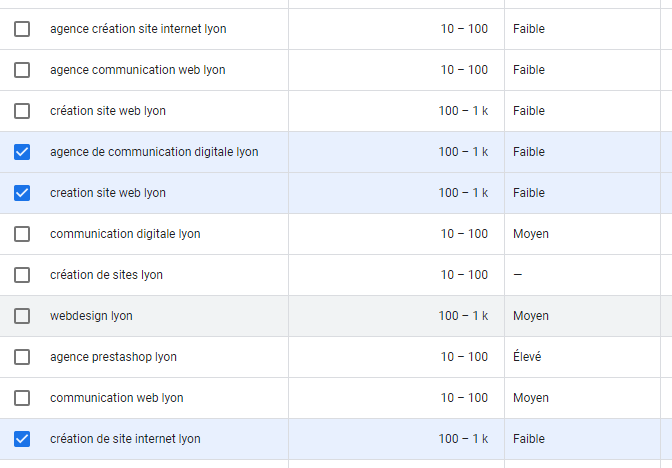 agence création site internet lyon 10 – 100 Faible
agence communication web lyon 10 – 100 Faible
création site web lyon 100 – 1 k Faible
agence de communication digitale lyon 100 – 1 k Faible
creation site web lyon 100 – 1 k Faible
communication digitale lyon 10 – 100 Moyen
création de sites lyon 10 – 100 —
webdesign lyon 100 – 1 k Moyen
agence prestashop lyon 10 – 100 Élevé
communication web lyon 10 – 100 Moyen
création de site internet lyon 100 – 1 k Faible